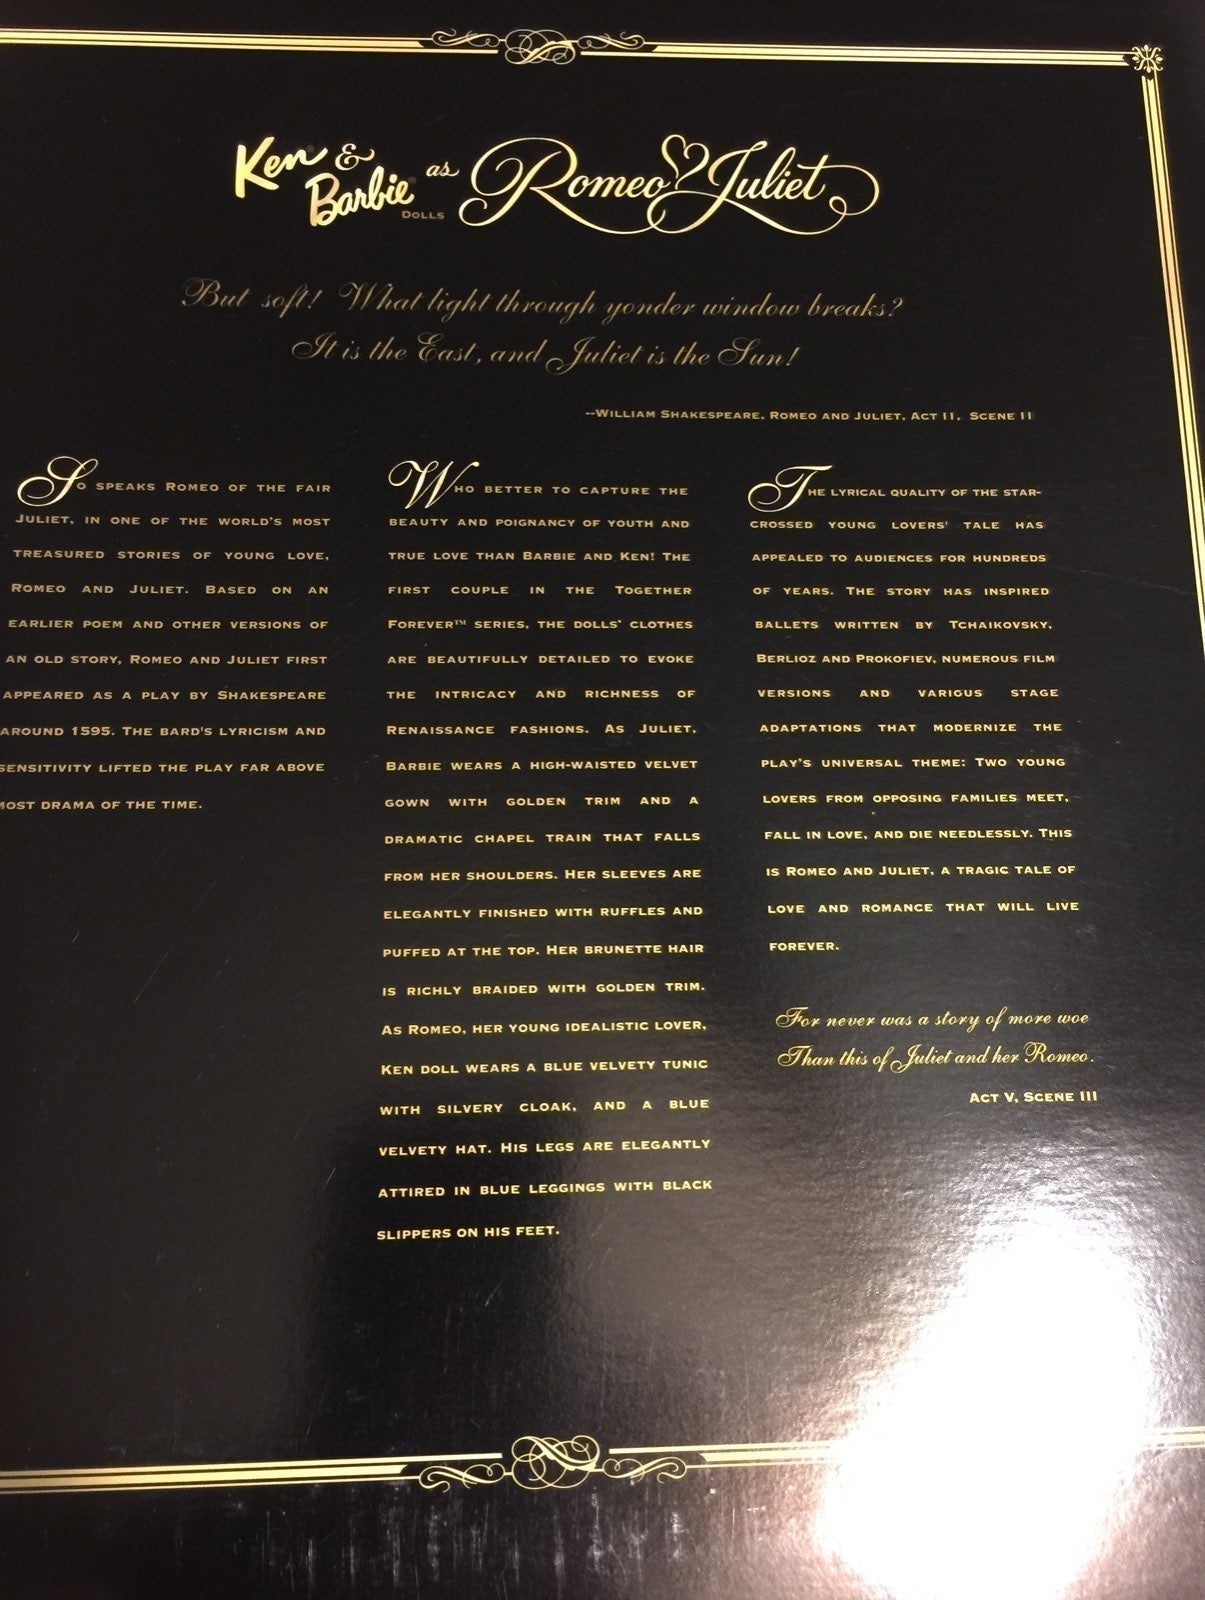 Ken® & Barbie® DOLLS as Romeo & Juliet
But soft! What light through yonder window breaks?
It is the East, and Juliet is the Sun!
--WILLIAM SHAKESPEARE, ROMEO AND JULIET, ACT II, SCENE II
SO SPEAKS ROMEO OF THE FAIR
JULIET, IN ONE OF THE WORLD'S MOST
TREASURED STORIES OF YOUNG LOVE,
ROMEO AND JULIET. BASED ON AN
EARLIER POEM AND OTHER VERSIONS OF
AN OLD STORY, ROMEO AND JULIET FIRST
APPEARED AS A PLAY BY SHAKESPEARE
AROUND 1595. THE BARD'S LYRICISM AND
SENSITIVITY LIFTED THE PLAY FAR ABOVE
MOST DRAMA OF THE TIME.
WHO BETTER TO CAPTURE THE
BEAUTY AND POIGNANCY OF YOUTH AND
TRUE LOVE THAN BARBIE AND KEN! THE
FIRST COUPLE IN THE TOGETHER
FOREVER™ SERIES, THE DOLLS' CLOTHES
ARE BEAUTIFULLY DETAILED TO EVOKE
THE INTRICACY AND RICHNESS OF
RENAISSANCE FASHIONS. AS JULIET,
BARBIE WEARS A HIGH-WAISTED VELVET
GOWN WITH GOLDEN TRIM AND A
DRAMATIC CHAPEL TRAIN THAT FALLS
FROM HER SHOULDERS. HER SLEEVES ARE
ELEGANTLY FINISHED WITH RUFFLES AND
PUFFED AT THE TOP. HER BRUNETTE HAIR
IS RICHLY BRAIDED WITH GOLDEN TRIM.
AS ROMEO, HER YOUNG IDEALISTIC LOVER,
KEN DOLL WEARS A BLUE VELVETY TUNIC
WITH SILVERY CLOAK, AND A BLUE
VELVETY HAT. HIS LEGS ARE ELEGANTLY
ATTIRED IN BLUE LEGGINGS WITH BLACK
SLIPPERS ON HIS FEET.
THE LYRICAL QUALITY OF THE STAR-
CROSSED YOUNG LOVERS' TALE HAS
APPEALED TO AUDIENCES FOR HUNDREDS
OF YEARS. THE STORY HAS INSPIRED
BALLETS WRITTEN BY TCHAIKOVSKY,
BERLIOZ AND PROKOFIEV, NUMEROUS FILM
VERSIONS AND VARIOUS STAGE
ADAPTATIONS THAT MODERNIZE THE
PLAY'S UNIVERSAL THEME: TWO YOUNG
LOVERS FROM OPPOSING FAMILIES MEET,
FALL IN LOVE, AND DIE NEEDLESSLY. THIS
IS ROMEO AND JULIET, A TRAGIC TALE OF
LOVE AND ROMANCE THAT WILL LIVE
FOREVER.
For never was a story of more woe
Than this of Juliet and her Romeo.
ACT V, SCENE III